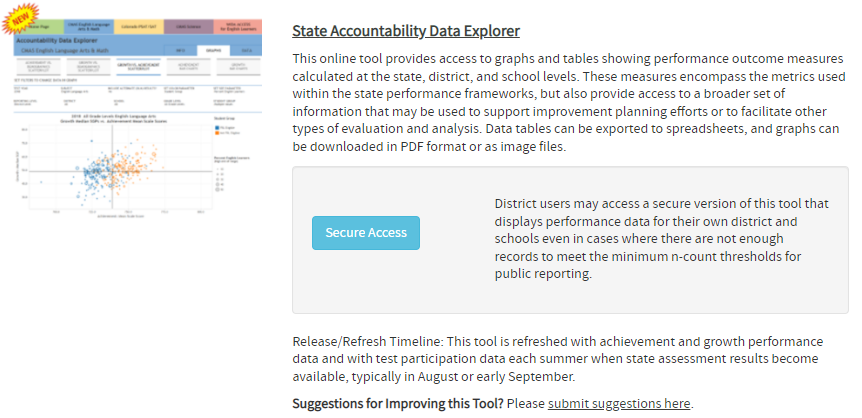 NEW
Accountability Data Explorer
CMAS English Language Arts & Math
State Accountability Data Explorer
This online tool provides access to graphs and tables showing performance outcome measures
calculated at the state, district, and school levels. These measures encompass the metrics used
within the state performance frameworks, but also provide access to a broader set of
information that may be used to support improvement planning efforts or to facilitate other
types of evaluation and analysis. Data tables can be exported to spreadsheets, and graphs can
be downloaded in PDF format or as image files.
Secure Access
District users may access a secure version of this tool that
displays performance data for their own district and
schools even in cases where there are not enough
records to meet the minimum n-count thresholds for
public reporting.
Release/Refresh Timeline: This tool is refreshed with achievement and growth performance
data and with test participation data each summer when state assessment results become
available, typically in August or early September.
Suggestions for Improving this Tool? Please submit suggestions here.